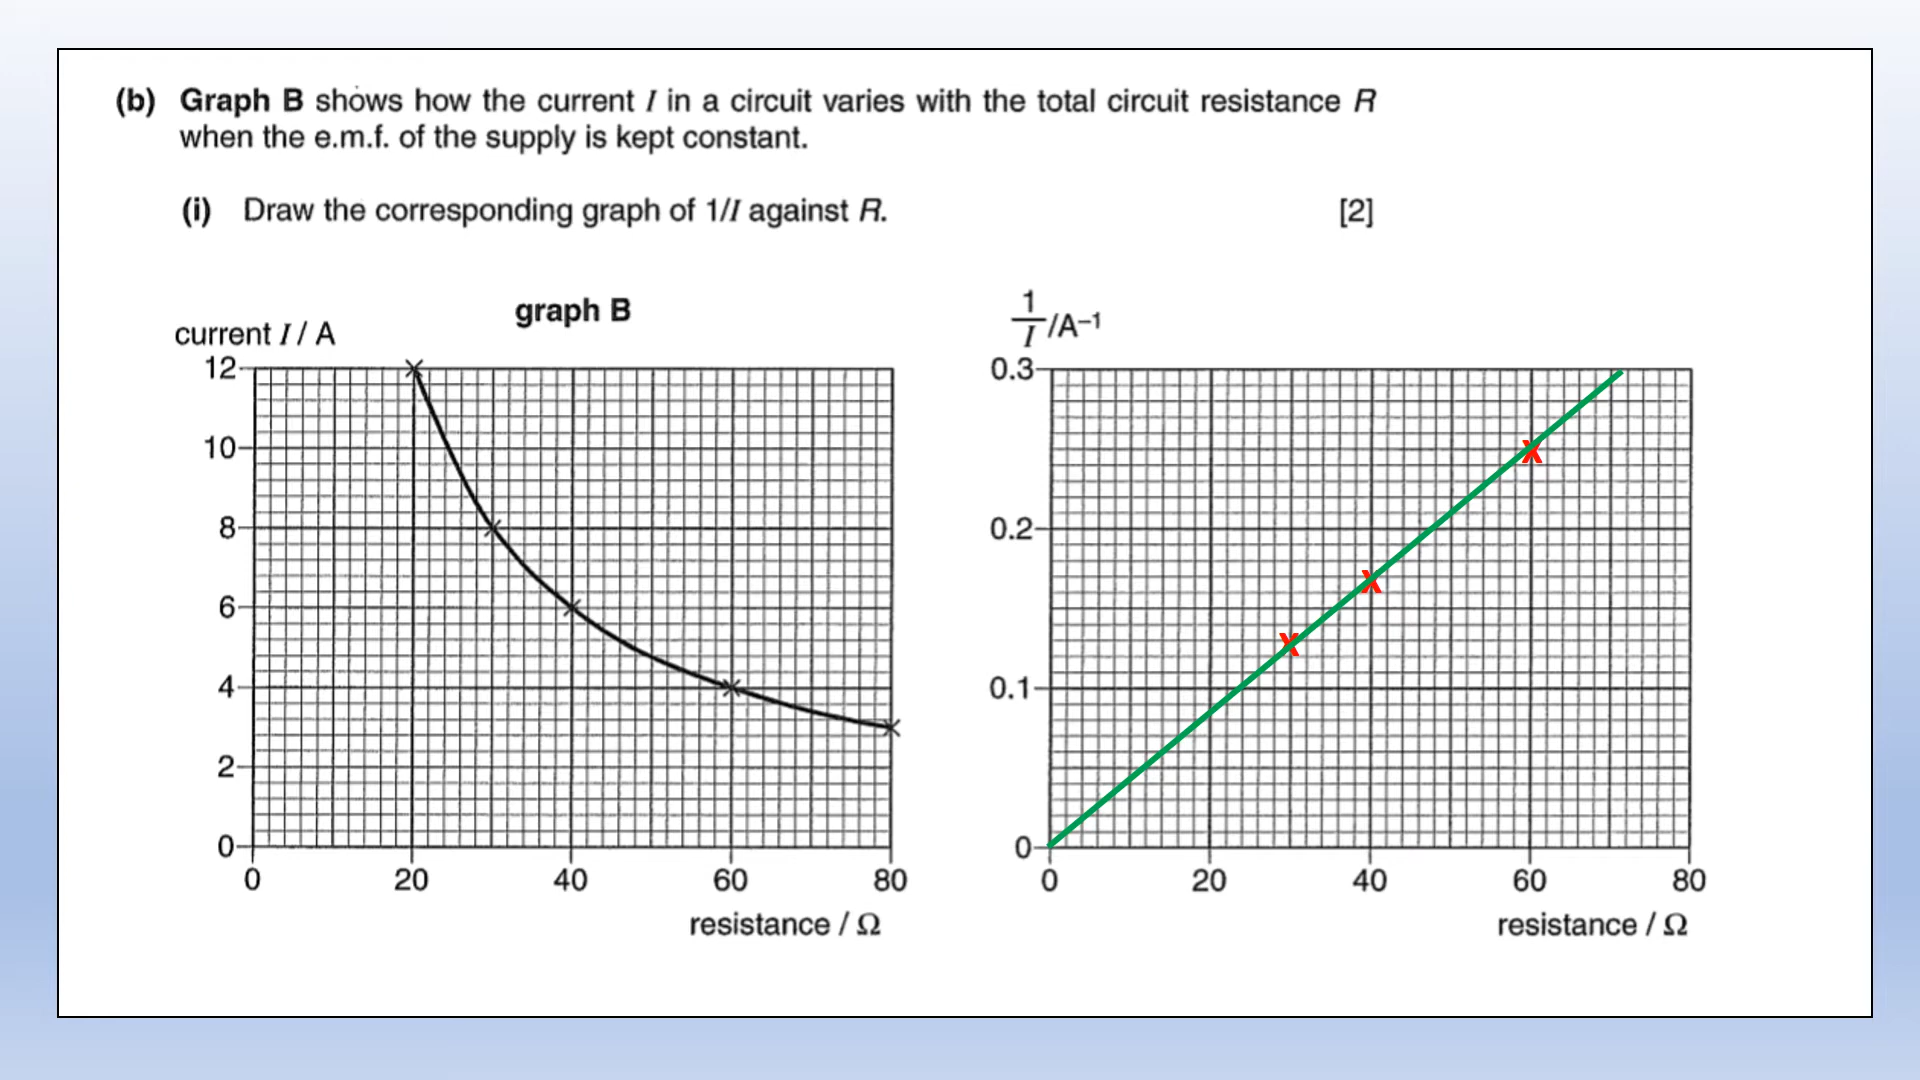 (b) Graph B shows how the current I in a circuit varies with the total circuit resistance R
when the e.m.f. of the supply is kept constant.
(i) Draw the corresponding graph of 1/I against R. [2]
graph B
current I / A
12
10
8
6
4
2
0
0 20 40 60 80
resistance / Ω
1/I /A⁻¹
0.3
0.2
0.1
0
0 20 40 60 80
resistance / Ω